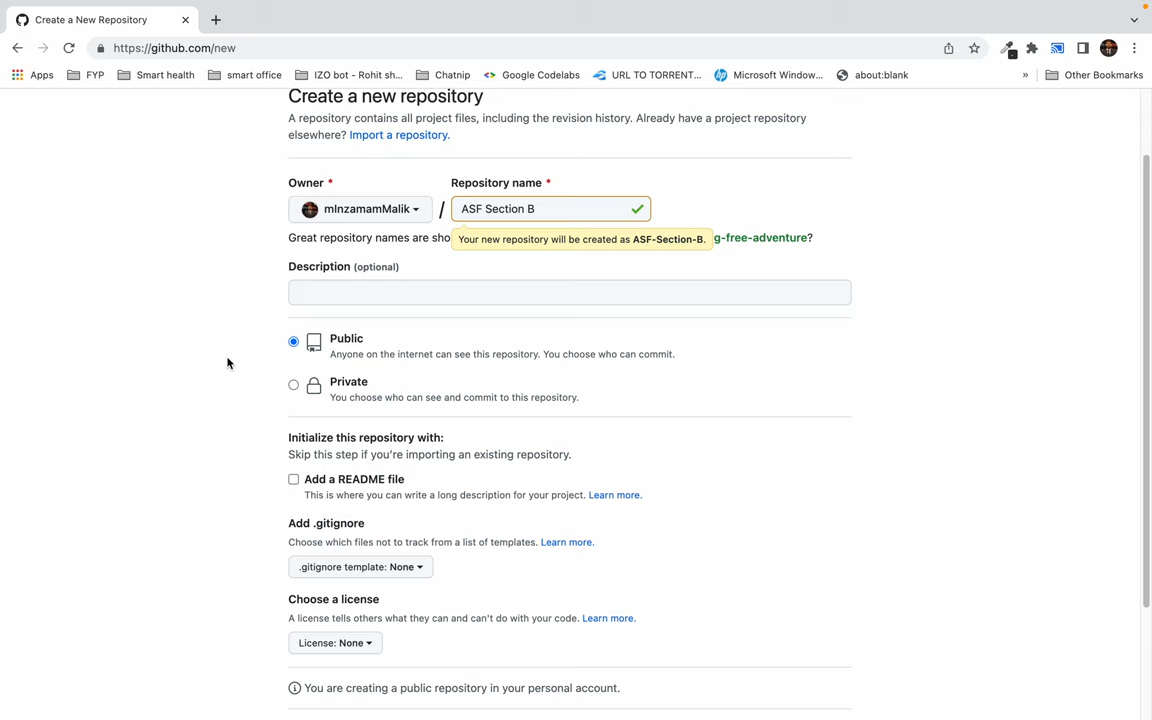 Create a New Repository
https://github.com/new
Apps FYP Smart health smart office IZO bot - Rohit sh... Chatnip Google Codelabs URL TO TORRENT... Microsoft Window... about:blank » Other Bookmarks
Create a new repository
A repository contains all project files, including the revision history. Already have a project repository
elsewhere? Import a repository.
Owner * Repository name *
mInzamamMalik / ASF Section B
Great repository names are sho
Your new repository will be created as ASF-Section-B.
g-free-adventure?
Description (optional)
Public
Anyone on the internet can see this repository. You choose who can commit.
Private
You choose who can see and commit to this repository.
Initialize this repository with:
Skip this step if you're importing an existing repository.
Add a README file
This is where you can write a long description for your project. Learn more.
Add .gitignore
Choose which files not to track from a list of templates. Learn more.
.gitignore template: None
Choose a license
A license tells others what they can and can't do with your code. Learn more.
License: None
You are creating a public repository in your personal account.